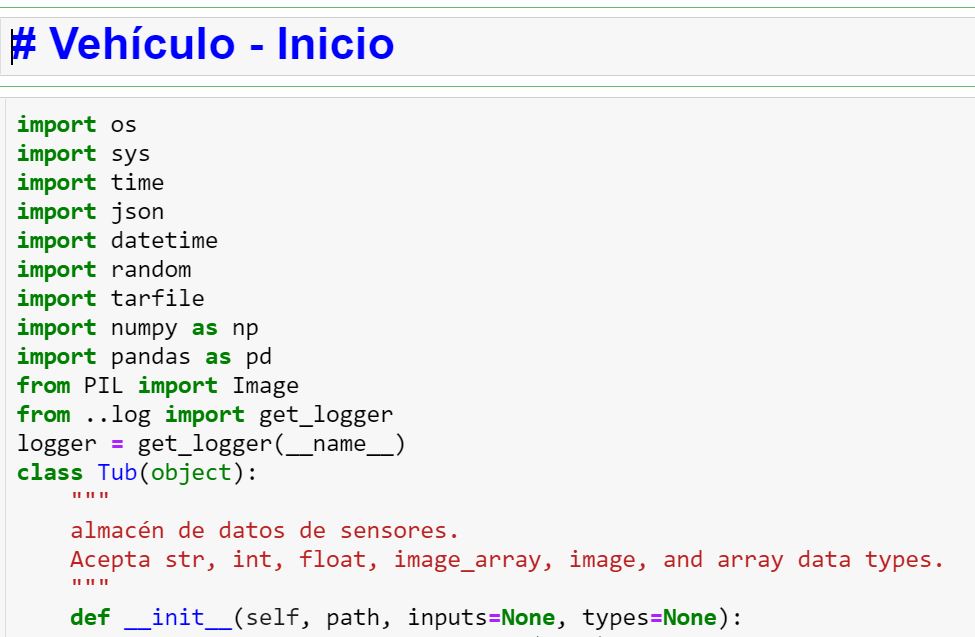 # Vehículo - Inicio
import os
import sys
import time
import json
import datetime
import random
import tarfile
import numpy as np
import pandas as pd
from PIL import Image
from ..log import get_logger
logger = get_logger(__name__)
class Tub(object):
    """
    almacén de datos de sensores.
    Acepta str, int, float, image_array, image, and array data types.
    """
    def __init__(self, path, inputs=None, types=None):